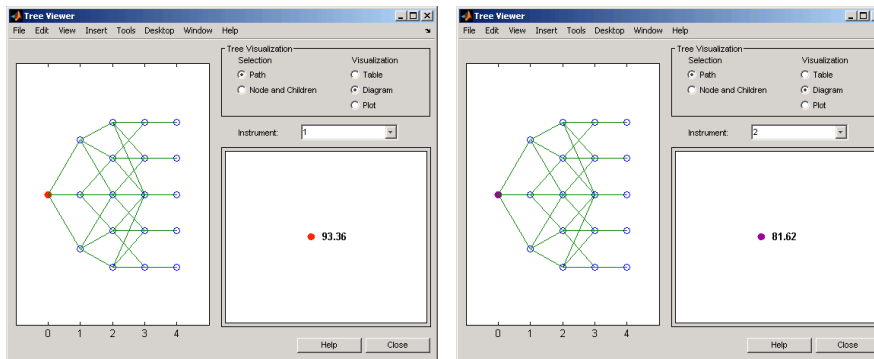 Tree Viewer
File Edit View Insert Tools Desktop Window Help
Tree Visualization
Selection Visualization
Path Table
Node and Children Diagram
Plot
Instrument: 1
93.36
0 1 2 3 4
Help Close
Tree Viewer
File Edit View Insert Tools Desktop Window Help
Tree Visualization
Selection Visualization
Path Table
Node and Children Diagram
Plot
Instrument: 2
81.62
0 1 2 3 4
Help Close